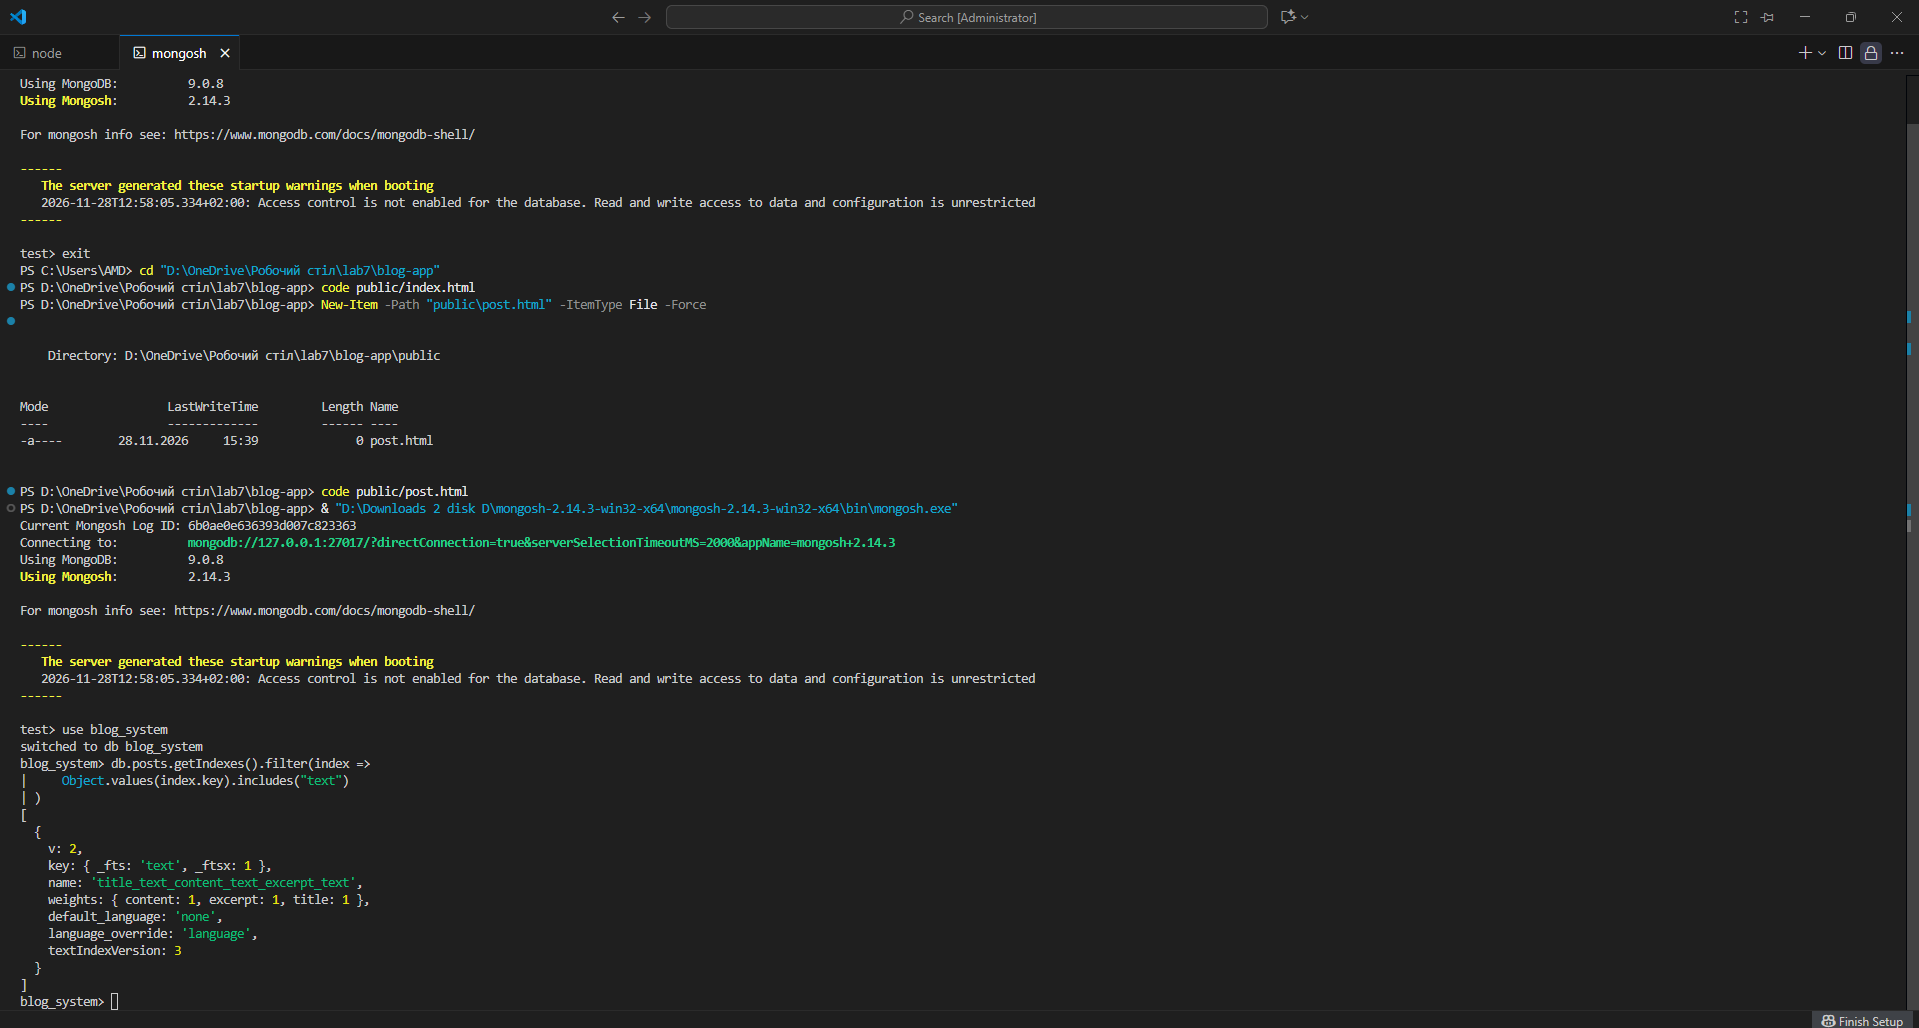 Search [Administrator]
node
mongosh
Using MongoDB: 9.0.8
Using Mongosh: 2.14.3
For mongosh info see: https://www.mongodb.com/docs/mongodb-shell/
------
The server generated these startup warnings when booting
2026-11-28T12:58:05.334+02:00: Access control is not enabled for the database. Read and write access to data and configuration is unrestricted
------
test> exit
PS C:\Users\AMD> cd "D:\OneDrive\Робочий стіл\lab7\blog-app"
PS D:\OneDrive\Робочий стіл\lab7\blog-app> code public/index.html
PS D:\OneDrive\Робочий стіл\lab7\blog-app> New-Item -Path "public\post.html" -ItemType File -Force
Directory: D:\OneDrive\Робочий стіл\lab7\blog-app\public
Mode LastWriteTime Length Name
---- ------------- ------ ----
-a---- 28.11.2026 15:39 0 post.html
PS D:\OneDrive\Робочий стіл\lab7\blog-app> code public/post.html
PS D:\OneDrive\Робочий стіл\lab7\blog-app> & "D:\Downloads 2 disk D\mongosh-2.14.3-win32-x64\mongosh-2.14.3-win32-x64\bin\mongosh.exe"
Current Mongosh Log ID: 6b0ae0e636393d007c823363
Connecting to: mongodb://127.0.0.1:27017/?directConnection=true&serverSelectionTimeoutMS=2000&appName=mongosh+2.14.3
Using MongoDB: 9.0.8
Using Mongosh: 2.14.3
For mongosh info see: https://www.mongodb.com/docs/mongodb-shell/
------
The server generated these startup warnings when booting
2026-11-28T12:58:05.334+02:00: Access control is not enabled for the database. Read and write access to data and configuration is unrestricted
------
test> use blog_system
switched to db blog_system
blog_system> db.posts.getIndexes().filter(index =>
| Object.values(index.key).includes("text")
| )
[
{
v: 2,
key: { _fts: 'text', _ftsx: 1 },
name: 'title_text_content_text_excerpt_text',
weights: { content: 1, excerpt: 1, title: 1 },
default_language: 'none',
language_override: 'language',
textIndexVersion: 3
}
]
blog_system>
Finish Setup